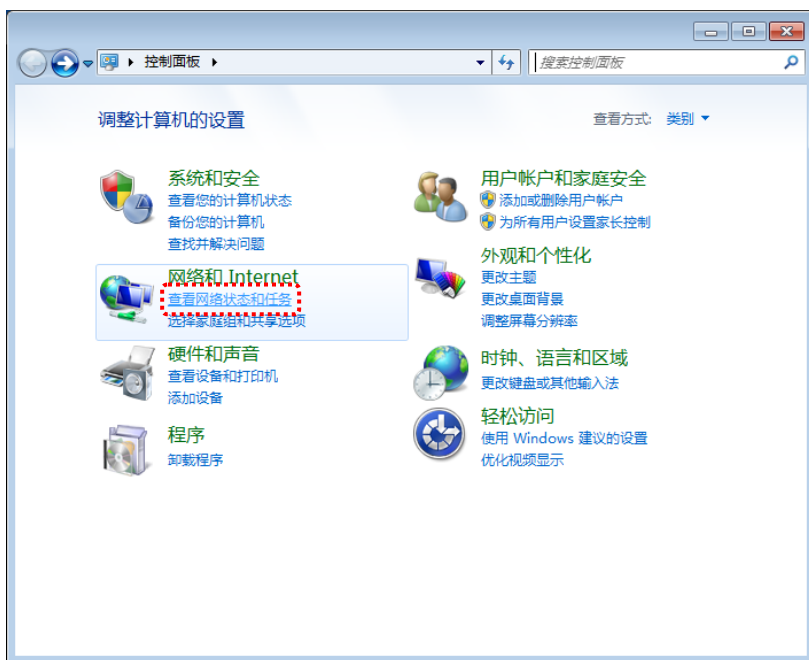 控制面板
搜索控制面板
调整计算机的设置
查看方式: 类别
系统和安全
查看您的计算机状态
备份您的计算机
查找并解决问题
网络和 Internet
查看网络状态和任务
选择家庭组和共享选项
硬件和声音
查看设备和打印机
添加设备
程序
卸载程序
用户帐户和家庭安全
添加或删除用户帐户
为所有用户设置家长控制
外观和个性化
更改主题
更改桌面背景
调整屏幕分辨率
时钟、语言和区域
更改键盘或其他输入法
轻松访问
使用 Windows 建议的设置
优化视频显示